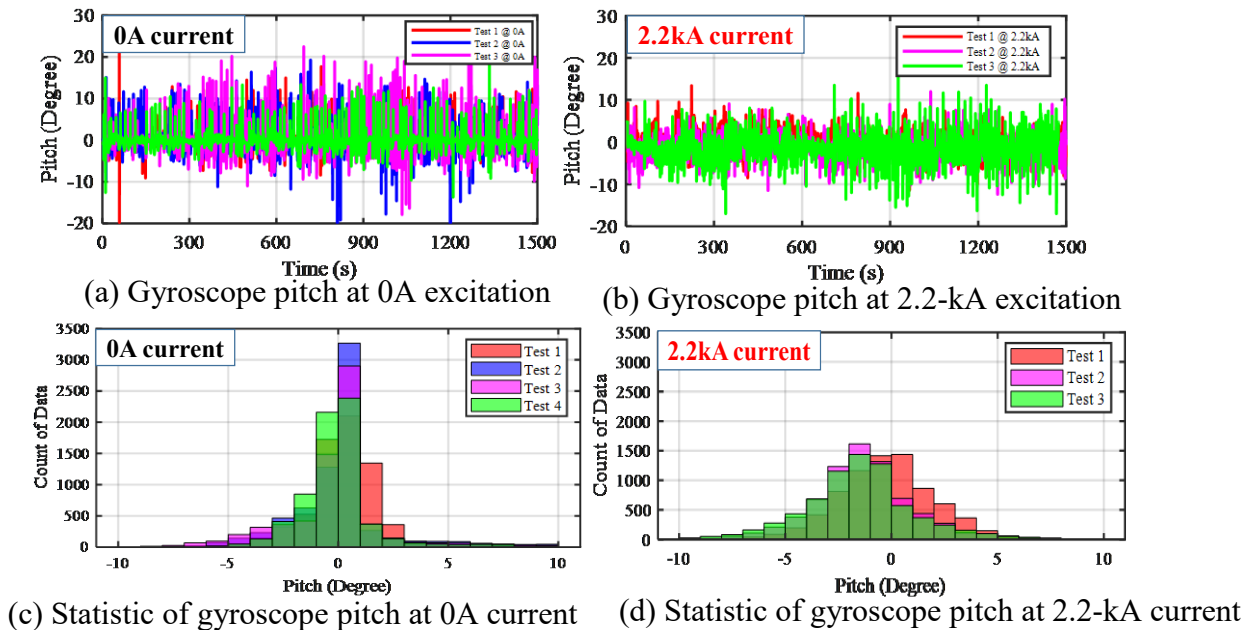 0A current
Test 1 @ 0A
Test 2 @ 0A
Test 3 @ 0A
30
20
10
0
-10
-20
Pitch (Degree)
0 300 600 900 1200 1500
Time (s)
(a) Gyroscope pitch at 0A excitation
2.2kA current
Test 1 @ 2.2kA
Test 2 @ 2.2kA
Test 3 @ 2.2kA
30
20
10
0
-10
-20
-30
Pitch (Degree)
0 300 600 900 1200 1500
Time (s)
(b) Gyroscope pitch at 2.2-kA excitation
0A current
Test 1
Test 2
Test 3
Test 4
3500
3000
2500
2000
1500
1000
500
0
Count of Data
-10 -5 0 5 10
Pitch (Degree)
(c) Statistic of gyroscope pitch at 0A current
2.2kA current
Test 1
Test 2
Test 3
3500
3000
2500
2000
1500
1000
500
0
Count of Data
-10 -5 0 5 10
Pitch (Degree)
(d) Statistic of gyroscope pitch at 2.2-kA current